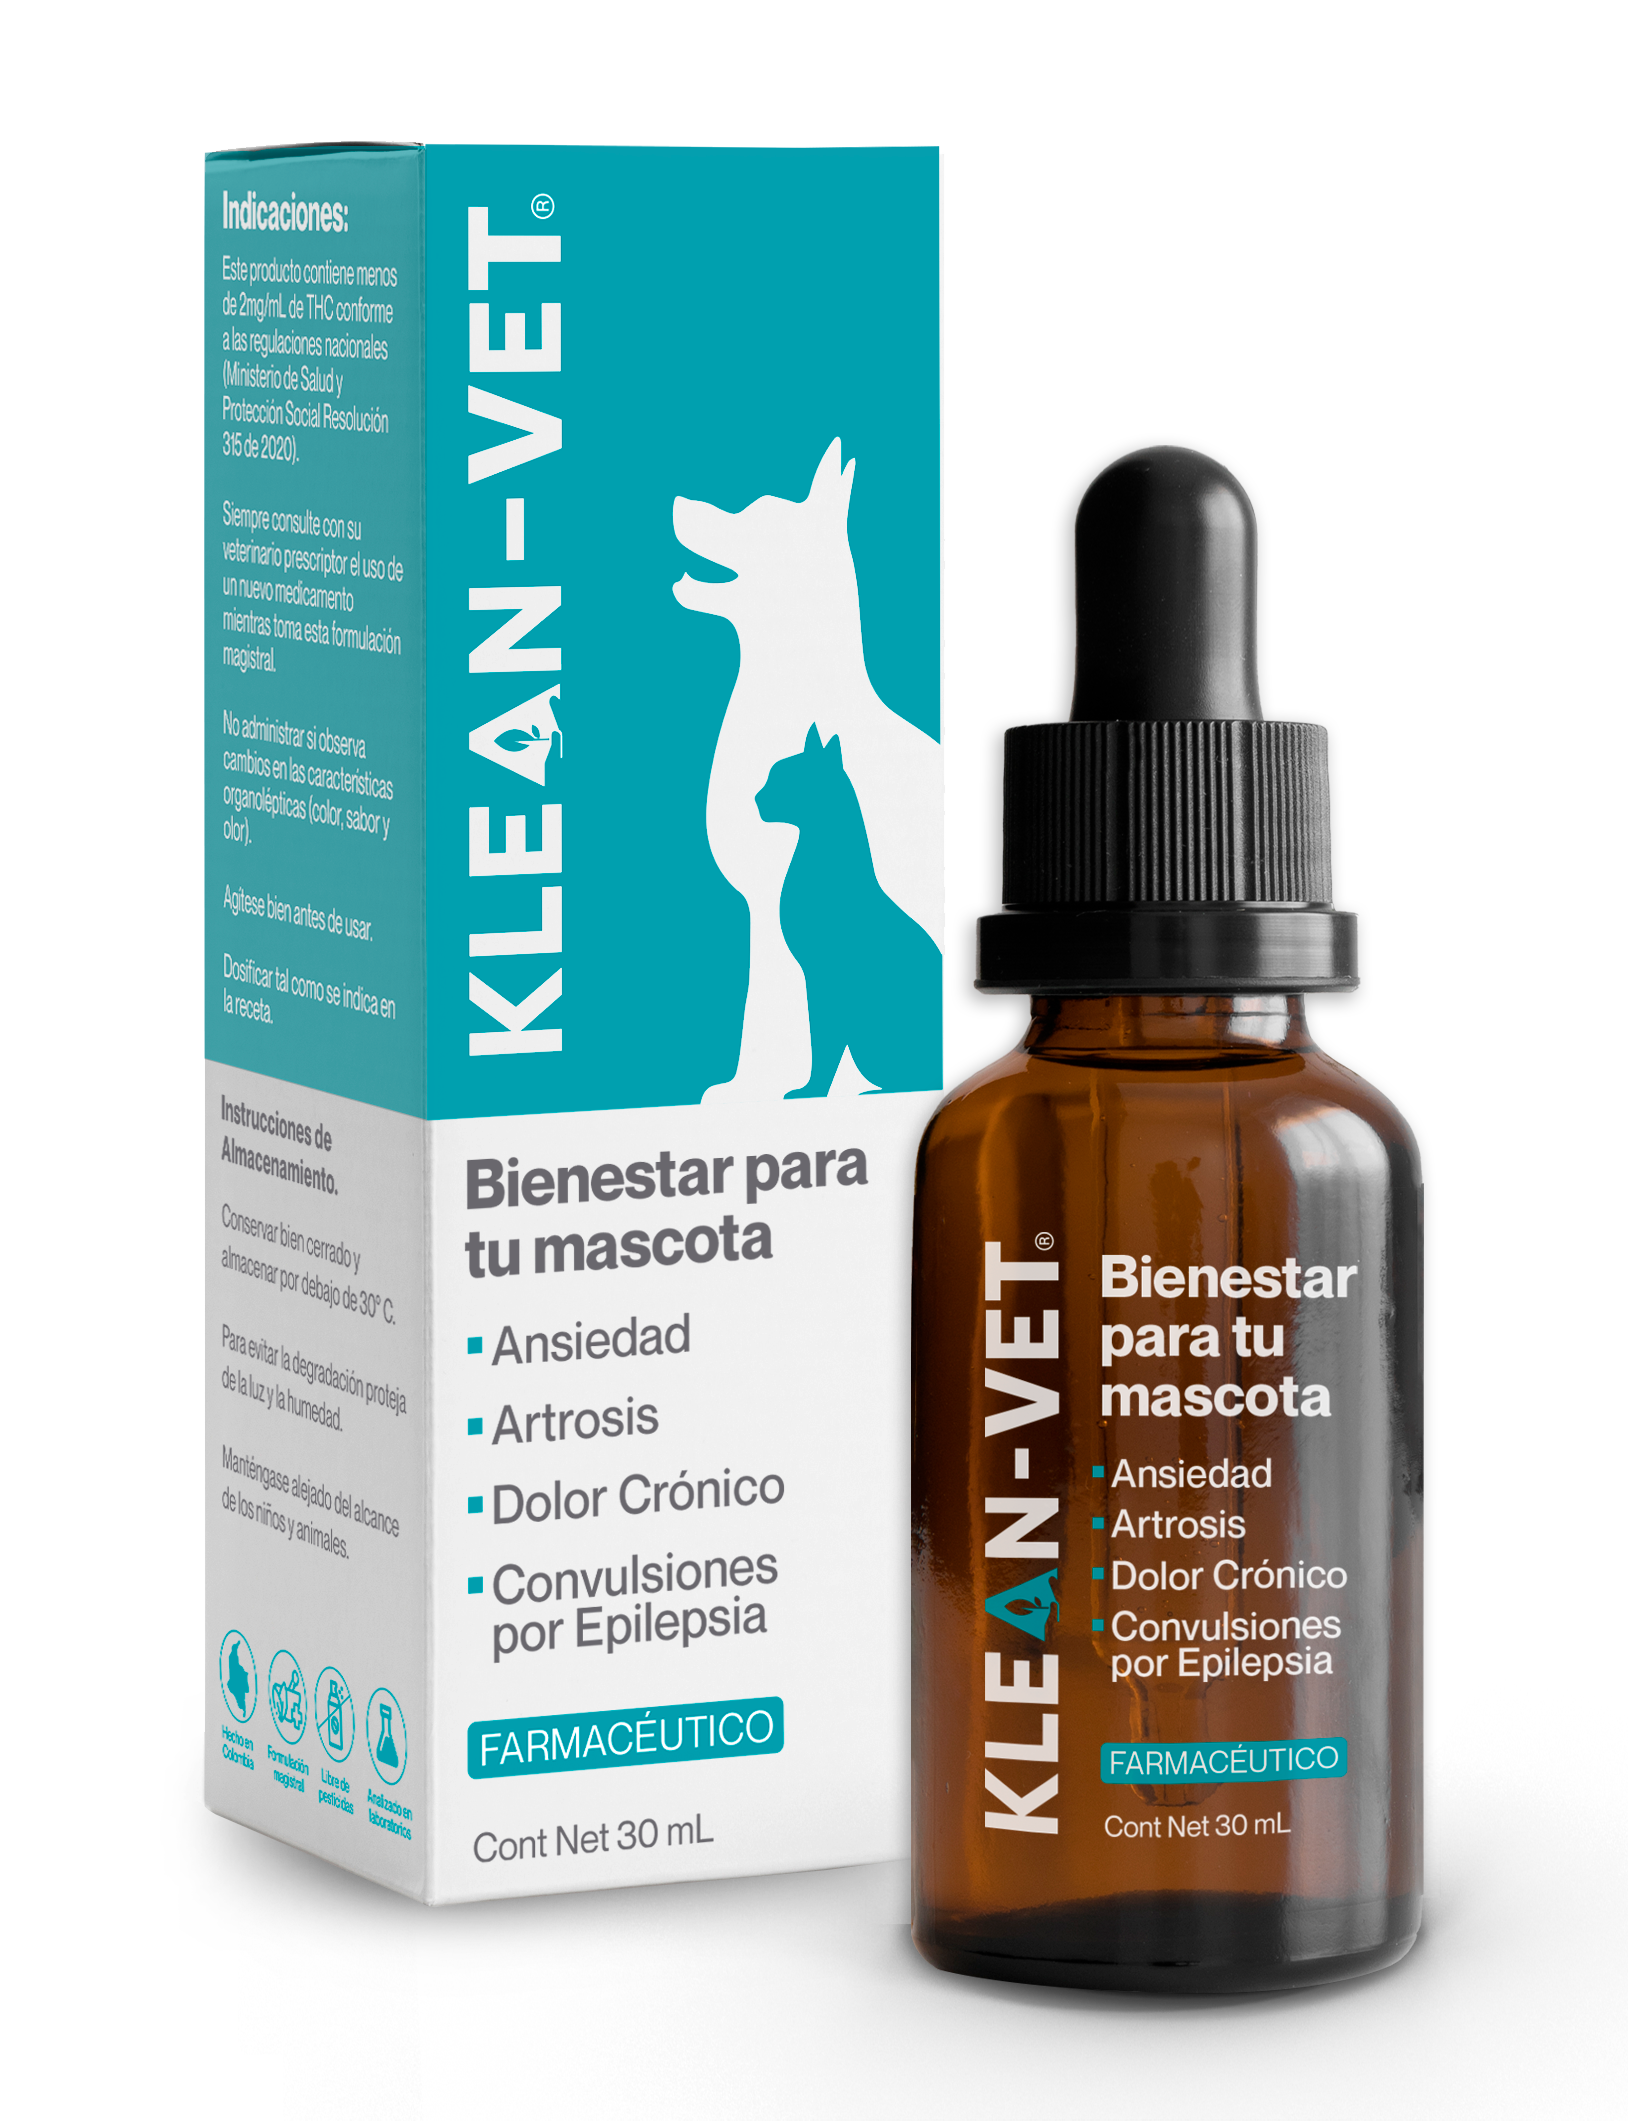 Indicaciones:
Este producto contiene menos
de 2mg/mL de THC conforme
a las regulaciones nacionales
(Ministerio de Salud y
Protección Social Resolución
315 de 2020).
Siempre consulte con su
veterinario prescriptor el uso de
un nuevo medicamento
mientras toma esta formulación
magistral.
No administrar si observa
cambios en las características
organolépticas (color, sabor y
olor).
Agítese bien antes de usar.
Dosificar tal como se indica en
la receta.
Instrucciones de
Almacenamiento.
Conservar bien cerrado y
almacenar por debajo de 30° C.
Para evitar la degradación proteja
de la luz y la humedad.
Manténgase alejado del alcance
de los niños y animales.
Hecho en
Colombia
Formulación
magistral
Libre de
pesticidas
Analizado en
laboratorios
KLEAN-VET®
Bienestar para
tu mascota
Ansiedad
Artrosis
Dolor Crónico
Convulsiones
por Epilepsia
FARMACÉUTICO
Cont Net 30 mL
KLEAN-VET®
Bienestar
para tu
mascota
Ansiedad
Artrosis
Dolor Crónico
Convulsiones
por Epilepsia
FARMACÉUTICO
Cont Net 30 mL